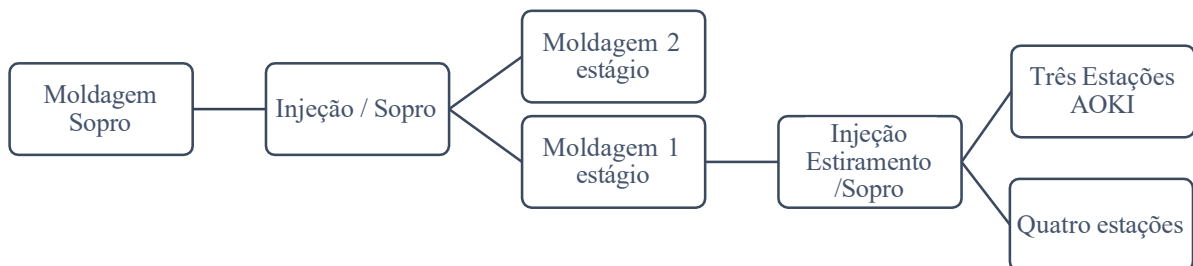 Moldagem
Sopro
Injeção / Sopro
Moldagem 2
estágio
Moldagem 1
estágio
Injeção
Estiramento
/Sopro
Três Estações
AOKI
Quatro estações